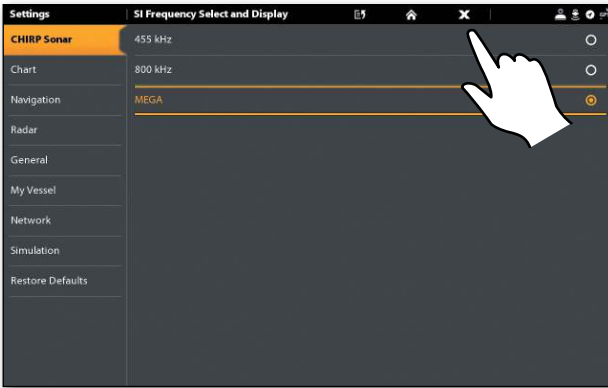 Settings
SI Frequency Select and Display
CHIRP Sonar
455 kHz
Chart
800 kHz
Navigation
MEGA
Radar
General
My Vessel
Network
Simulation
Restore Defaults